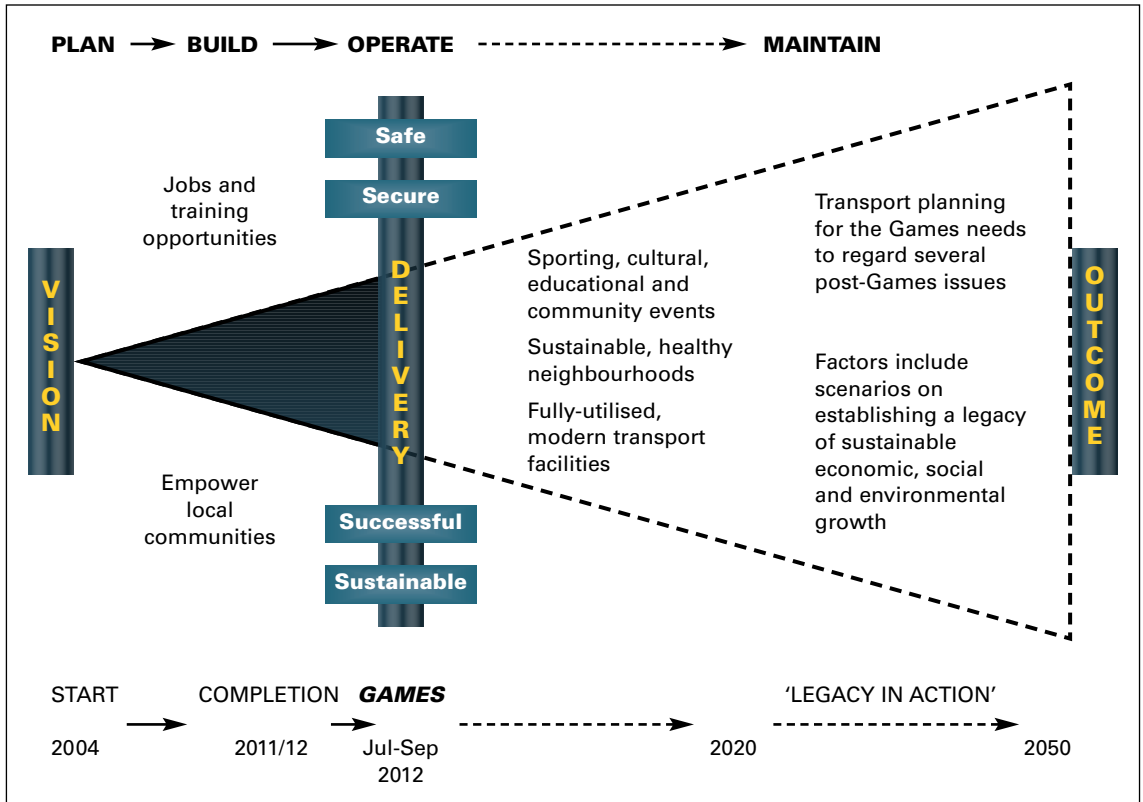 PLAN BUILD OPERATE MAINTAIN
Safe
Secure
Jobs and
training
opportunities
VISION
Empower
local
communities
DELIVERY
Successful
Sustainable
Sporting, cultural,
educational and
community events
Sustainable, healthy
neighbourhoods
Fully-utilised,
modern transport
facilities
Transport planning
for the Games needs
to regard several
post-Games issues
Factors include
scenarios on
establishing a legacy
of sustainable
economic, social
and environmental
growth
OUTCOME
START COMPLETION GAMES 'LEGACY IN ACTION'
2004 2011/12 Jul-Sep 2020 2050
2012